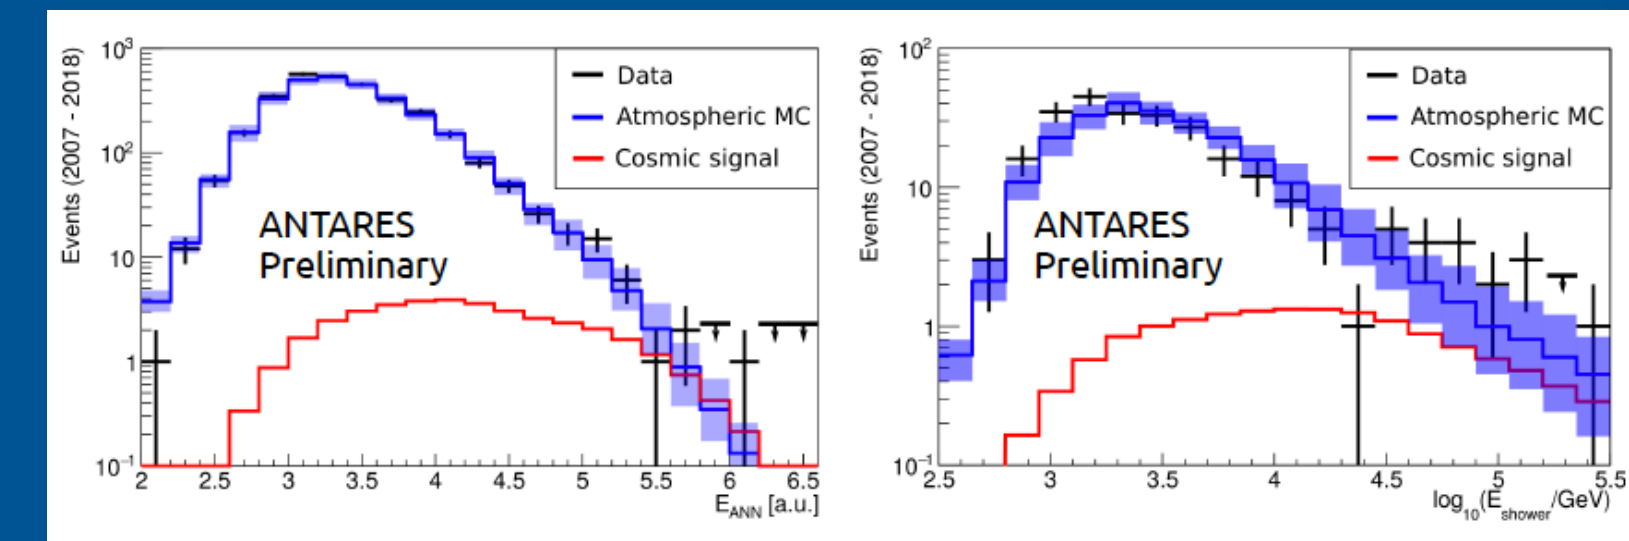 Events (2007 - 2018)
10³
10²
10
1
10⁻¹
Data
Atmospheric MC
Cosmic signal
ANTARES
Preliminary
2 2.5 3 3.5 4 4.5 5 5.5 6 6.5
E_ANN [a.u.]
Events (2007 - 2018)
10²
10
1
10⁻¹
Data
Atmospheric MC
Cosmic signal
ANTARES
Preliminary
2.5 3 3.5 4 4.5 5 5.5
log₁₀(E_shower/GeV)